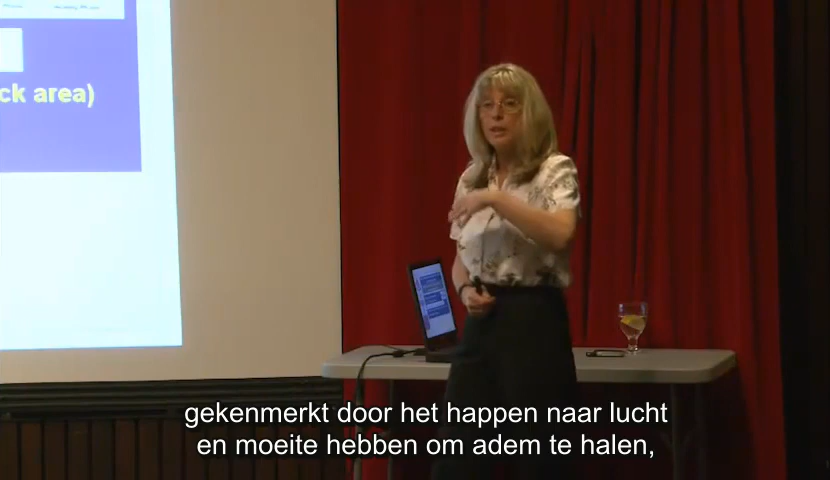 ck area)
gekenmerkt door het happen naar lucht
en moeite hebben om adem te halen,